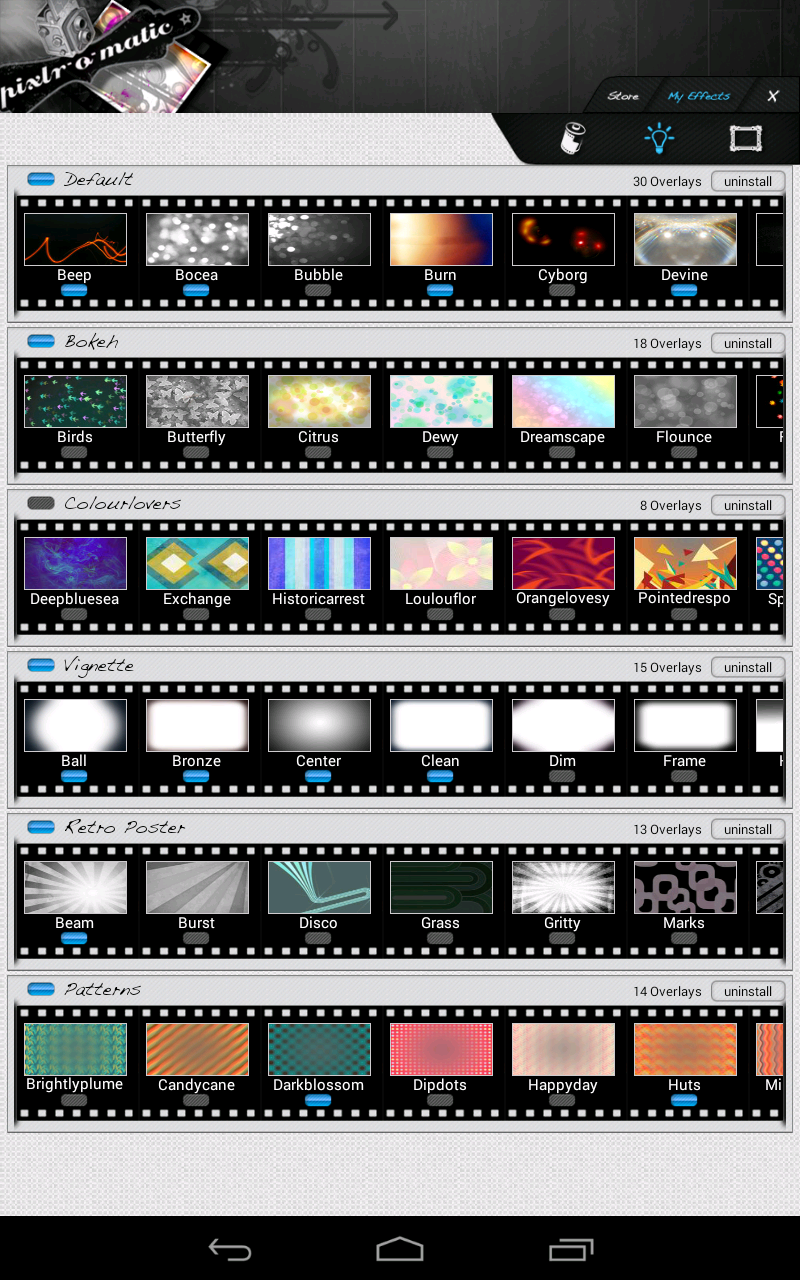 pixlr-o-matic
Store My Effects X
Default 30 Overlays uninstall
Beep Bocea Bubble Burn Cyborg Devine
Bokeh 18 Overlays uninstall
Birds Butterfly Citrus Dewy Dreamscape Flounce F
Colourlovers 8 Overlays uninstall
Deepbluesea Exchange Historicarrest Loulouflor Orangelovesy Pointedrespo Sp
Vignette 15 Overlays uninstall
Ball Bronze Center Clean Dim Frame
Retro Poster 13 Overlays uninstall
Beam Burst Disco Grass Gritty Marks
Patterns 14 Overlays uninstall
Brightlyplume Candycane Darkblossom Dipdots Happyday Huts Mi